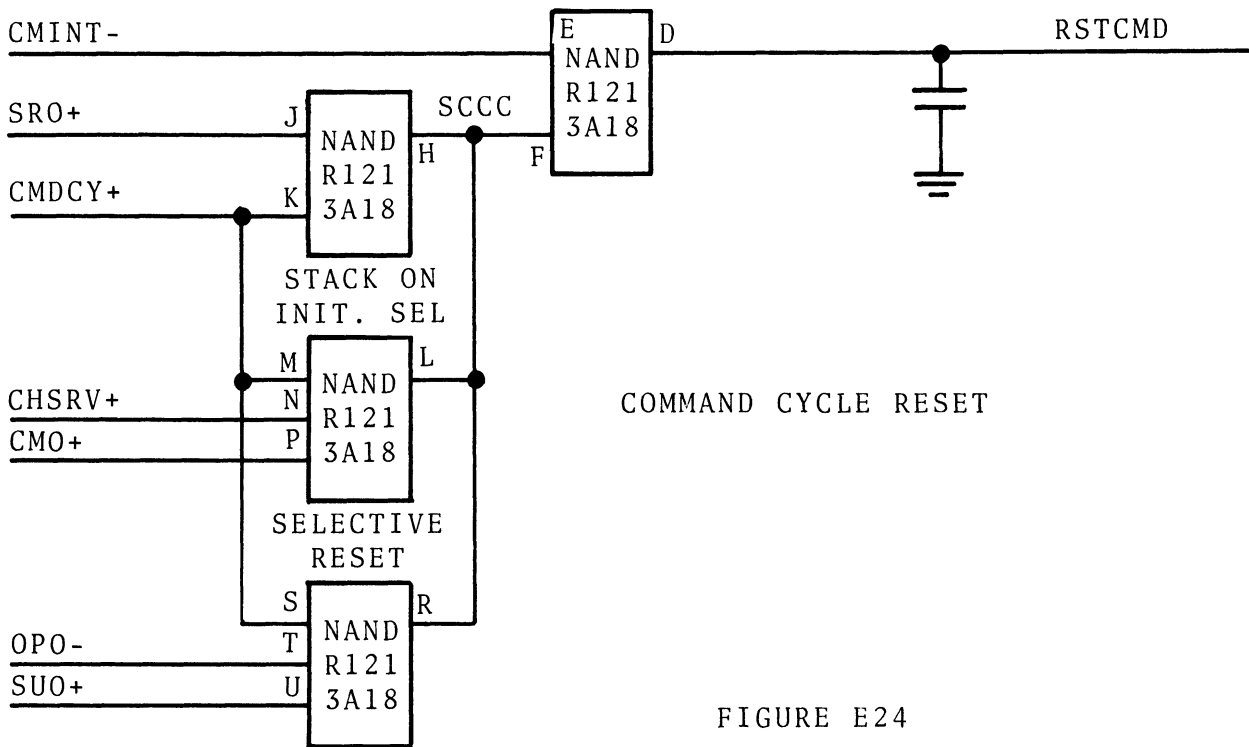 CMINT-
E
D
RSTCMD
NAND
R121
3A18
F
SRO+
J
SCCC
NAND
H
R121
CMDCY+
K
3A18
STACK ON
INIT. SEL
M
L
NAND
CHSRV+
N
R121
CMO+
P
3A18
COMMAND CYCLE RESET
SELECTIVE
RESET
S
R
NAND
OPO-
T
R121
SUO+
U
3A18
FIGURE E24